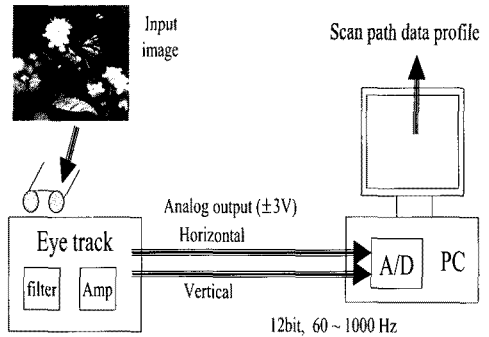 Input
image
Scan path data profile
Analog output (±3V)
Horizontal
Eye track
filter
Amp
A/D
PC
Vertical
12bit, 60 ~ 1000 Hz